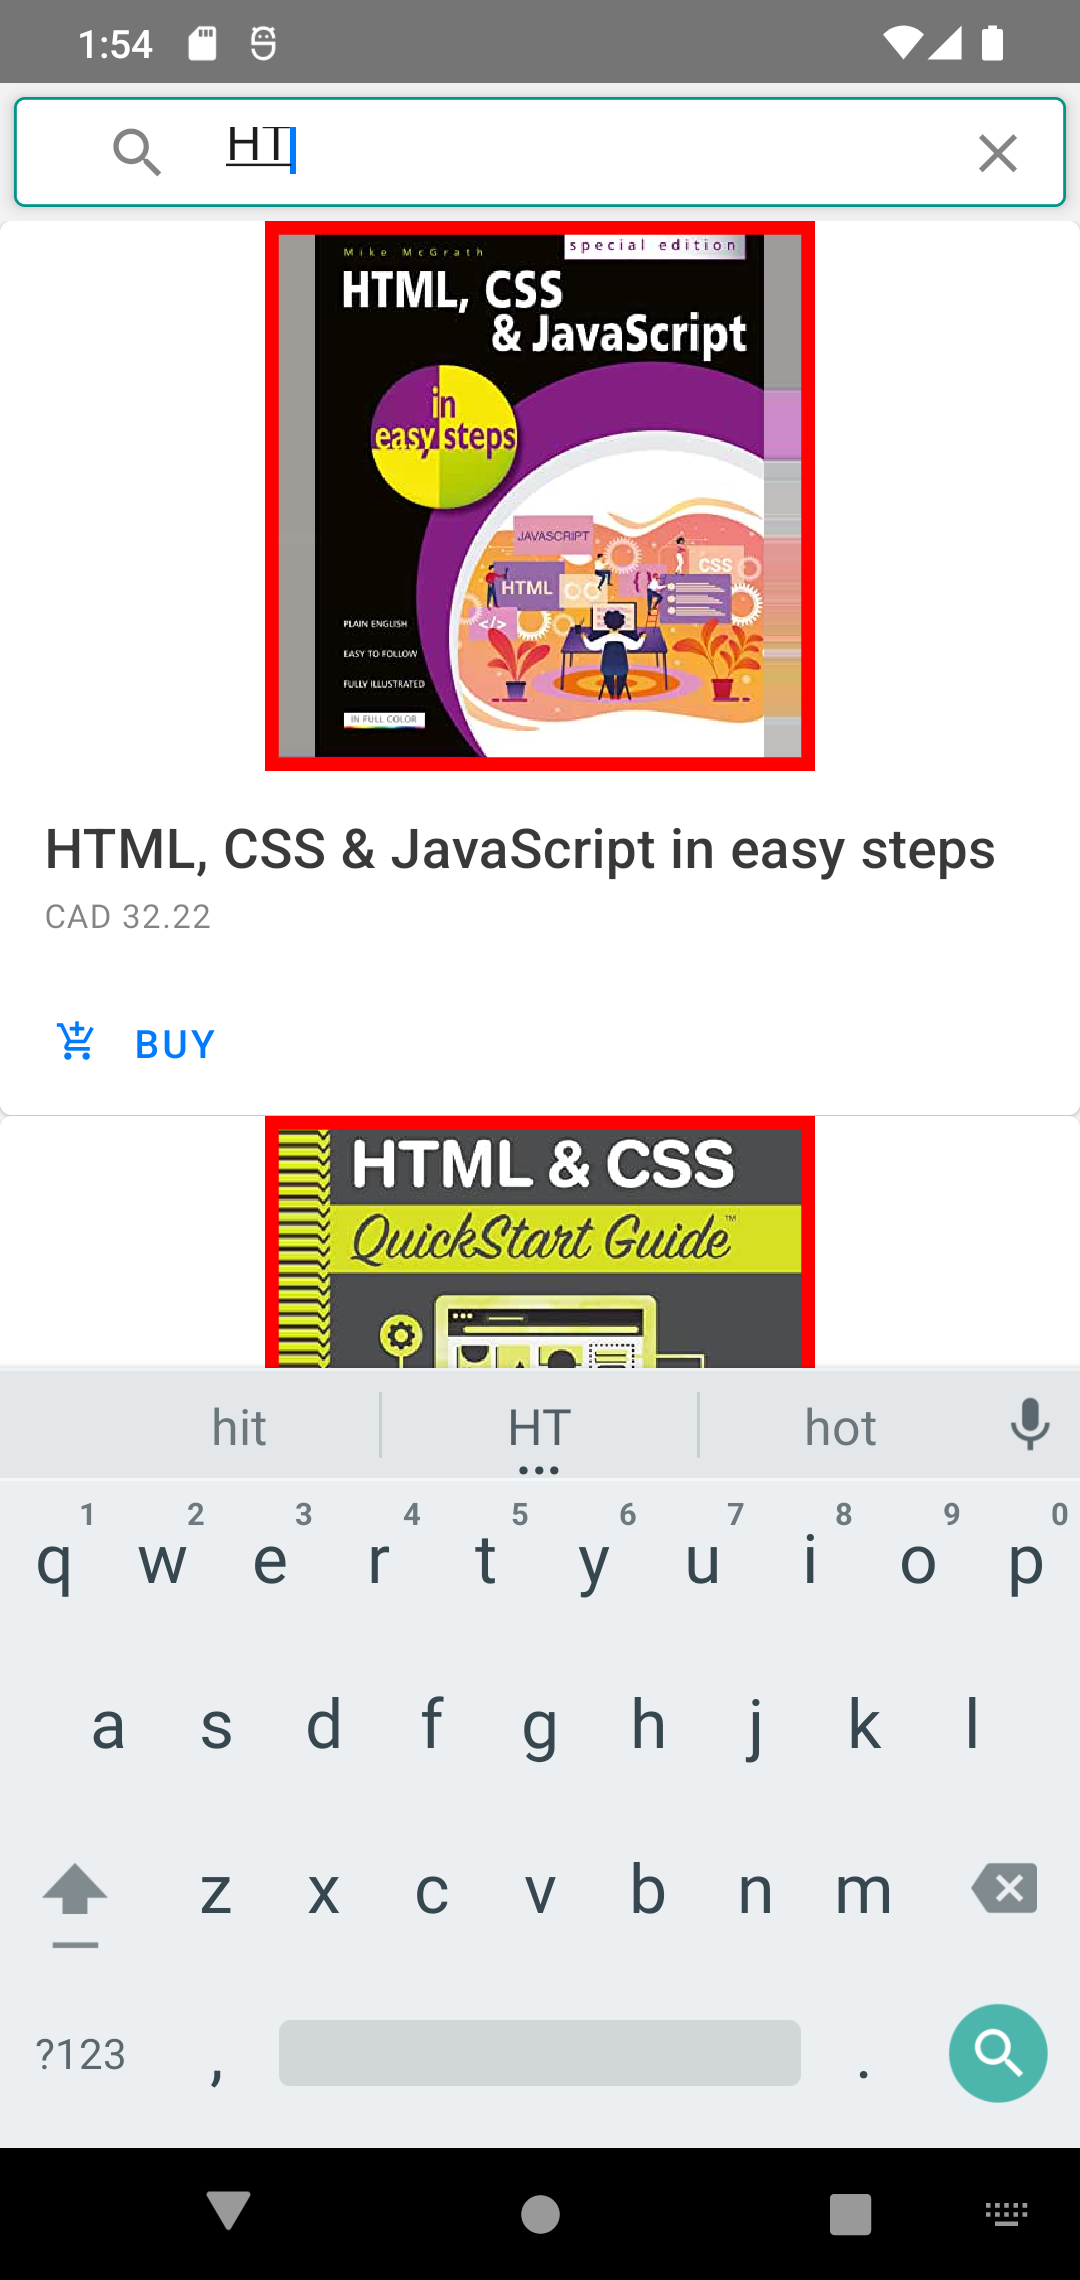 1:54
HT
Mike McGrath
special edition
HTML, CSS
& JavaScript
in
easy steps
JAVASCRIPT
CSS
HTML
{ }
</>
PLAIN ENGLISH
EASY TO FOLLOW
FULLY ILLUSTRATED
IN FULL COLOR
HTML, CSS & JavaScript in easy steps
CAD 32.22
BUY
HTML & CSS
QuickStart Guide™
hit HT hot
1 2 3 4 5 6 7 8 9 0
q w e r t y u i o p
a s d f g h j k l
z x c v b n m
?123 , .